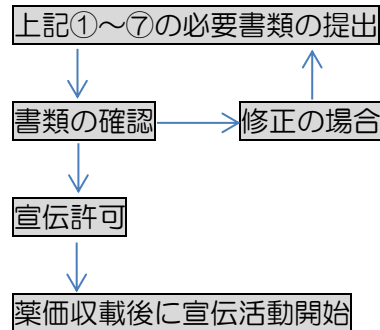 上記①～⑦の必要書類の提出
書類の確認
修正の場合
宣伝許可
薬価収載後に宣伝活動開始